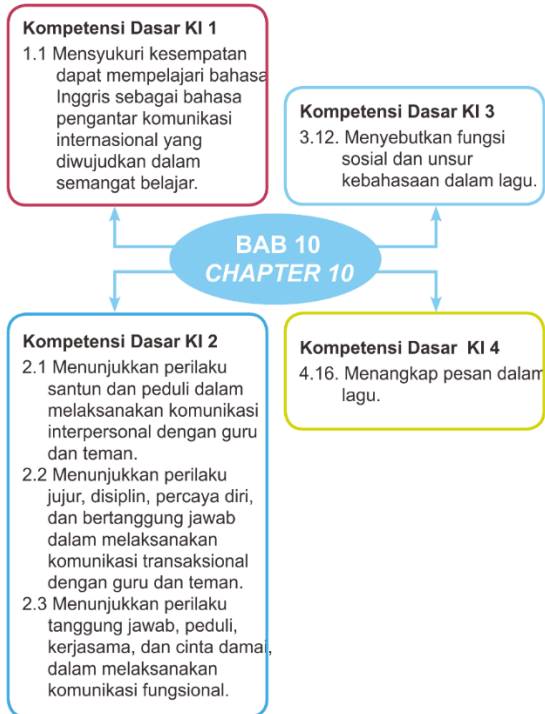 Kompetensi Dasar KI 1
1.1 Mensyukuri kesempatan
dapat mempelajari bahasa
Inggris sebagai bahasa
pengantar komunikasi
internasional yang
diwujudkan dalam
semangat belajar.
Kompetensi Dasar KI 3
3.12. Menyebutkan fungsi
sosial dan unsur
kebahasaan dalam lagu.
BAB 10
CHAPTER 10
Kompetensi Dasar KI 2
2.1 Menunjukkan perilaku
santun dan peduli dalam
melaksanakan komunikasi
interpersonal dengan guru
dan teman.
2.2 Menunjukkan perilaku
jujur, disiplin, percaya diri,
dan bertanggung jawab
dalam melaksanakan
komunikasi transaksional
dengan guru dan teman.
2.3 Menunjukkan perilaku
tanggung jawab, peduli,
kerjasama, dan cinta damai,
dalam melaksanakan
komunikasi fungsional.
Kompetensi Dasar KI 4
4.16. Menangkap pesan dalam
lagu.